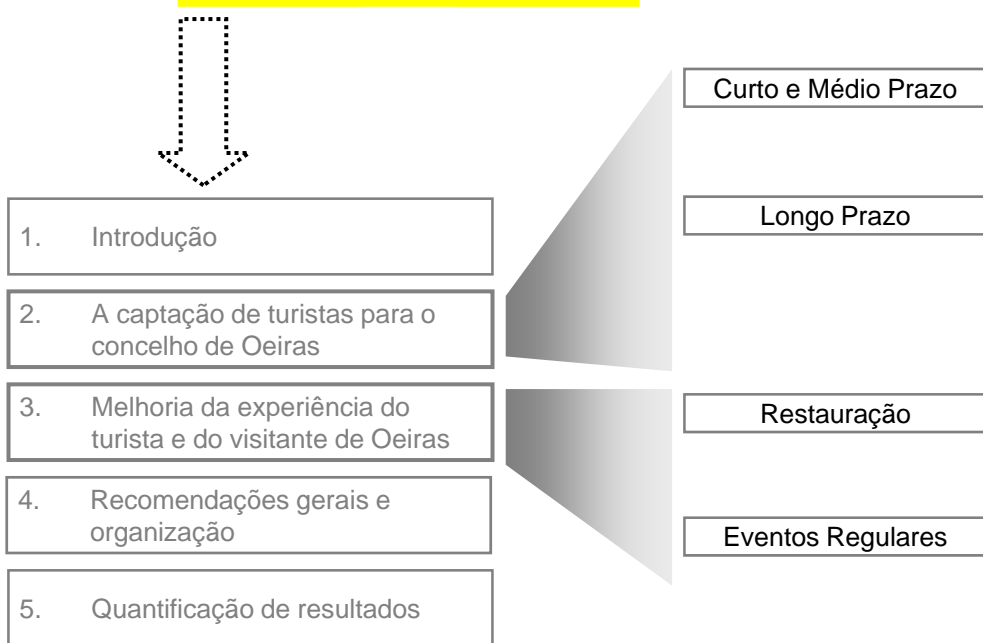 1. Introdução
2. A captação de turistas para o
concelho de Oeiras
3. Melhoria da experiência do
turista e do visitante de Oeiras
4. Recomendações gerais e
organização
5. Quantificação de resultados
Curto e Médio Prazo
Longo Prazo
Restauração
Eventos Regulares